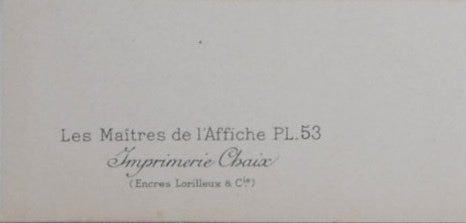 Les Maîtres de l'Affiche PL.53
Imprimerie Chaix
(Encres Lorilleux & Cie.)